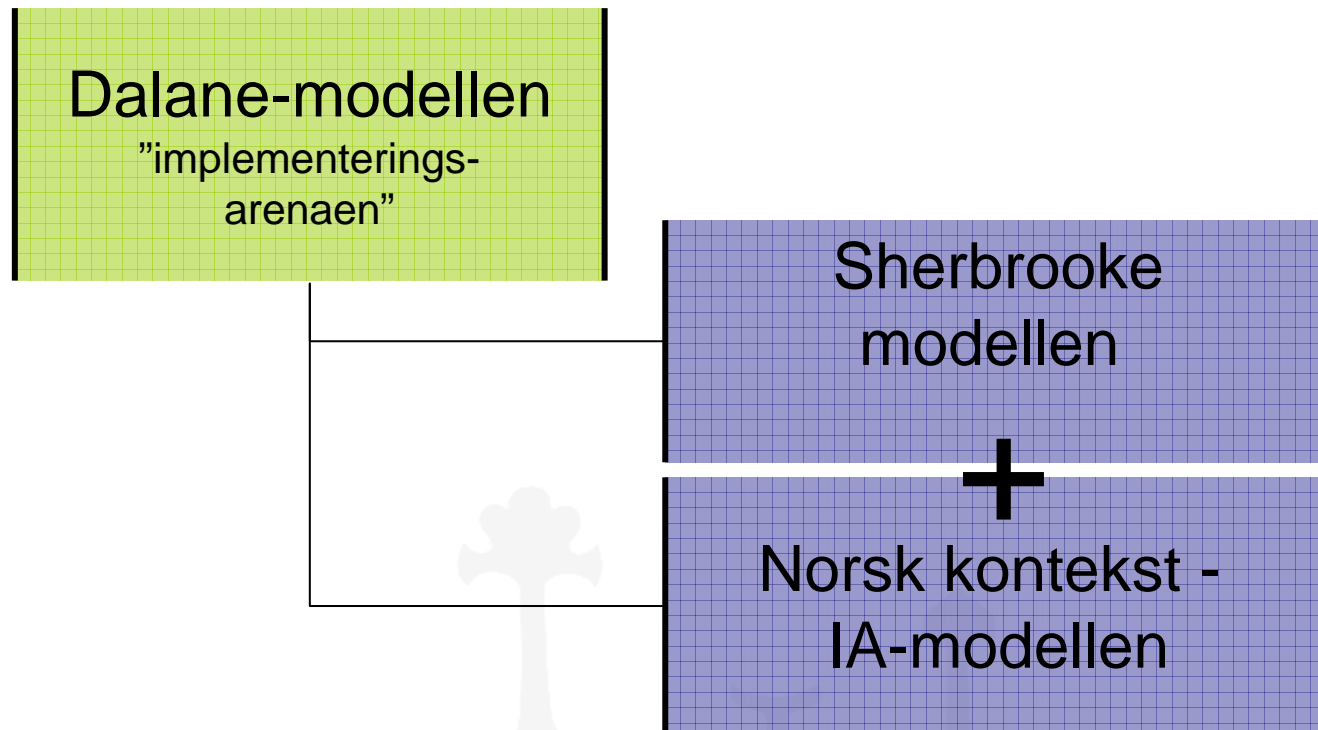 Dalane-modellen
”implementerings-
arenaen”
Sherbrooke
modellen
+
Norsk kontekst -
IA-modellen